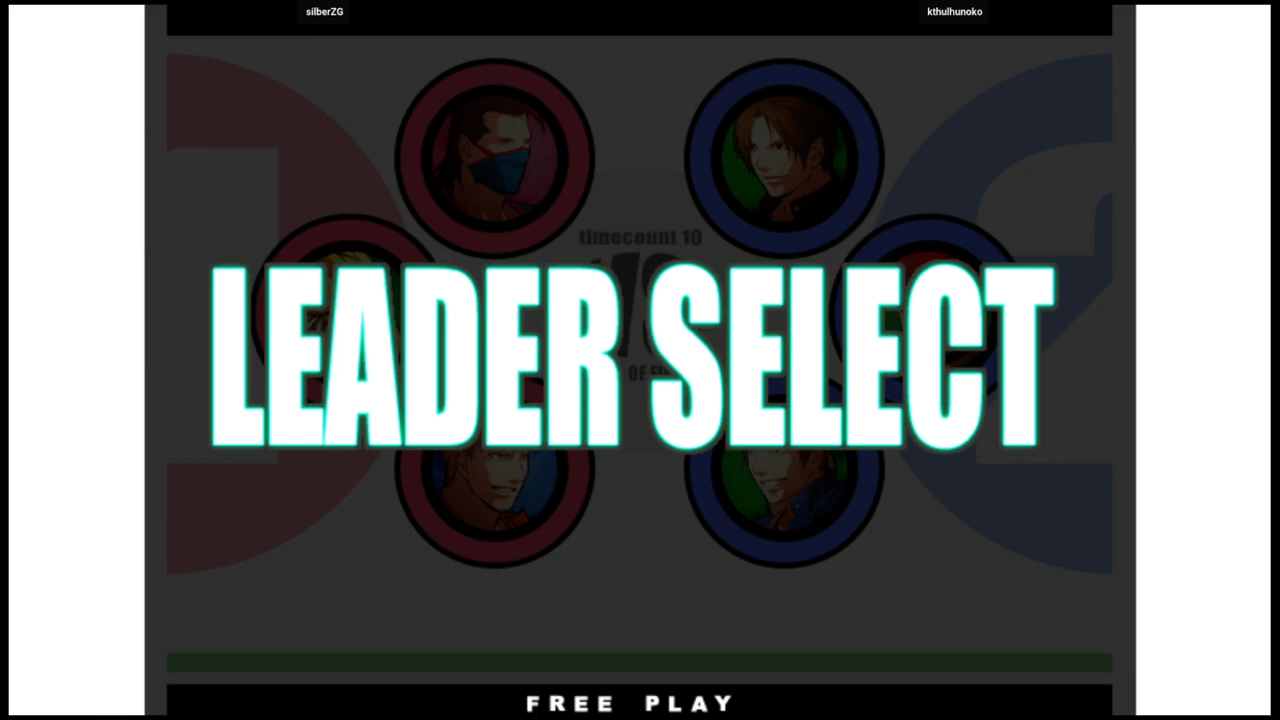 silberZG
kthulhunoko
timecount 10
LEADER SELECT
FREE PLAY